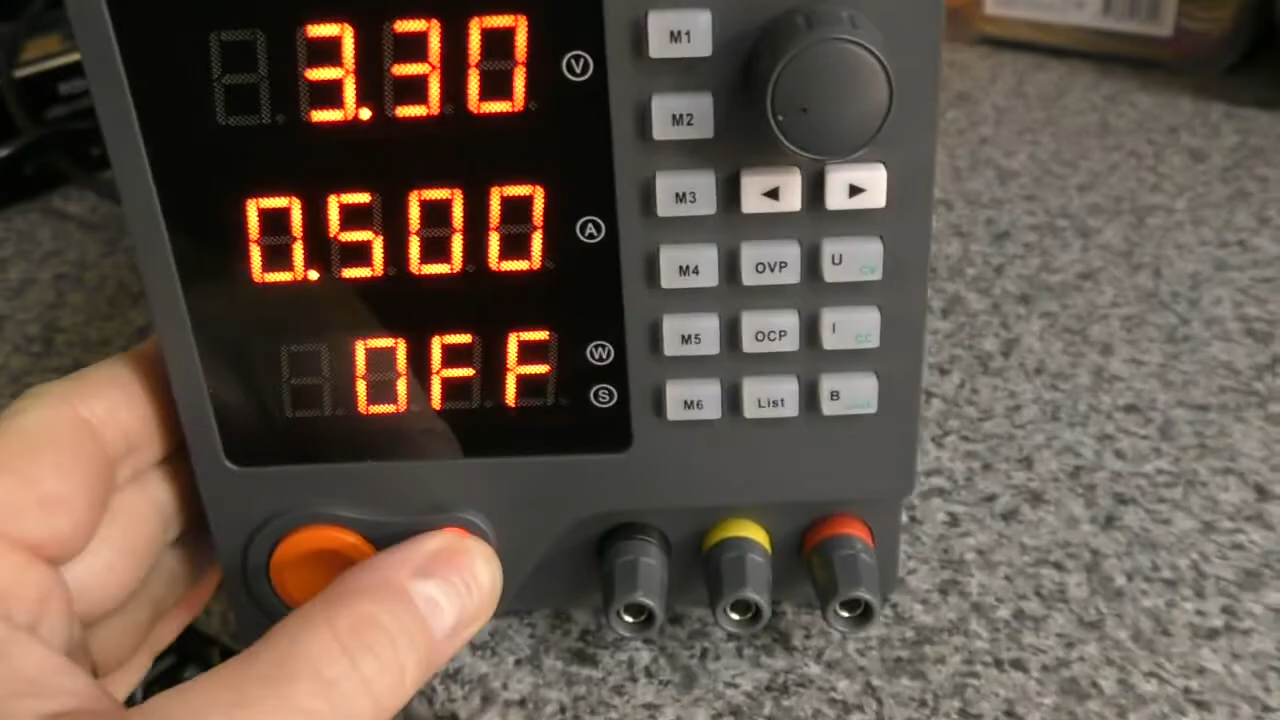 3.30 V
0.500 A
OFF W
S
M1
M2
M3 ◀ ▶
M4 OVP U CV
M5 OCP I CC
M6 List B